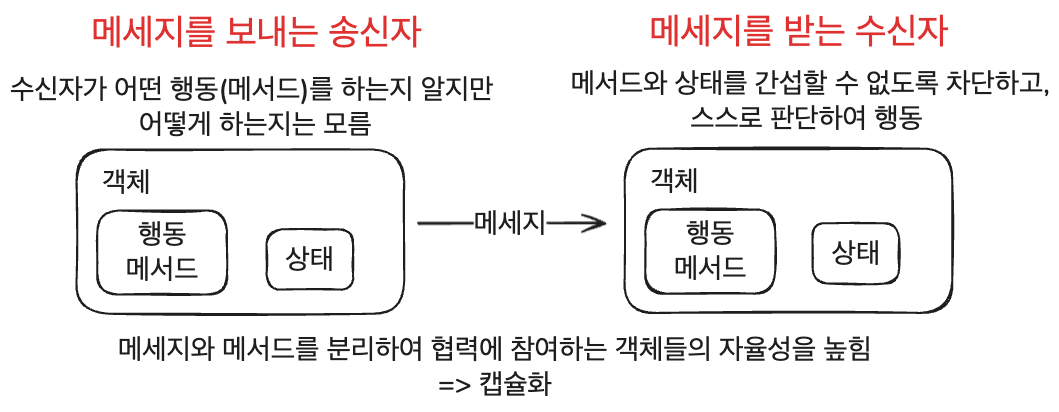 메세지를 보내는 송신자
수신자가 어떤 행동(메서드)를 하는지 알지만
어떻게 하는지는 모름
객체
행동
메서드
상태
메세지
메세지를 받는 수신자
메서드와 상태를 간섭할 수 없도록 차단하고,
스스로 판단하여 행동
객체
행동
메서드
상태
메세지와 메서드를 분리하여 협력에 참여하는 객체들의 자율성을 높힘
=> 캡슐화